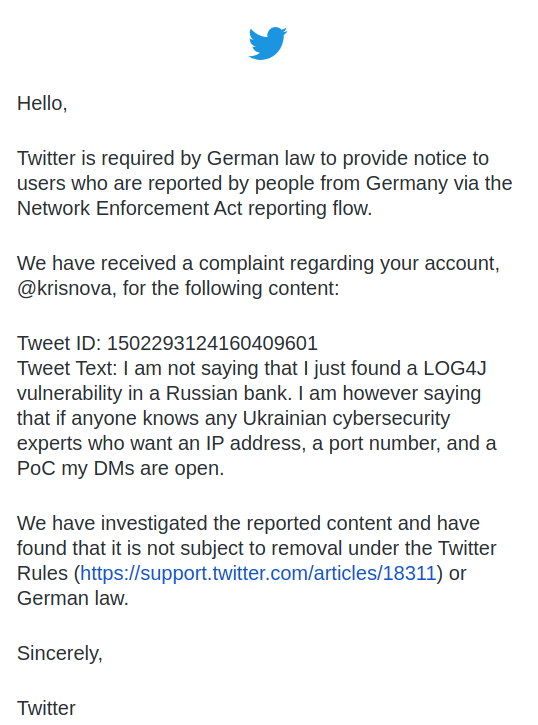 Hello,
Twitter is required by German law to provide notice to
users who are reported by people from Germany via the
Network Enforcement Act reporting flow.
We have received a complaint regarding your account,
@krisnova, for the following content:
Tweet ID: 1502293124160409601
Tweet Text: I am not saying that I just found a LOG4J
vulnerability in a Russian bank. I am however saying
that if anyone knows any Ukrainian cybersecurity
experts who want an IP address, a port number, and a
PoC my DMs are open.
We have investigated the reported content and have
found that it is not subject to removal under the Twitter
Rules (https://support.twitter.com/articles/18311) or
German law.
Sincerely,
Twitter